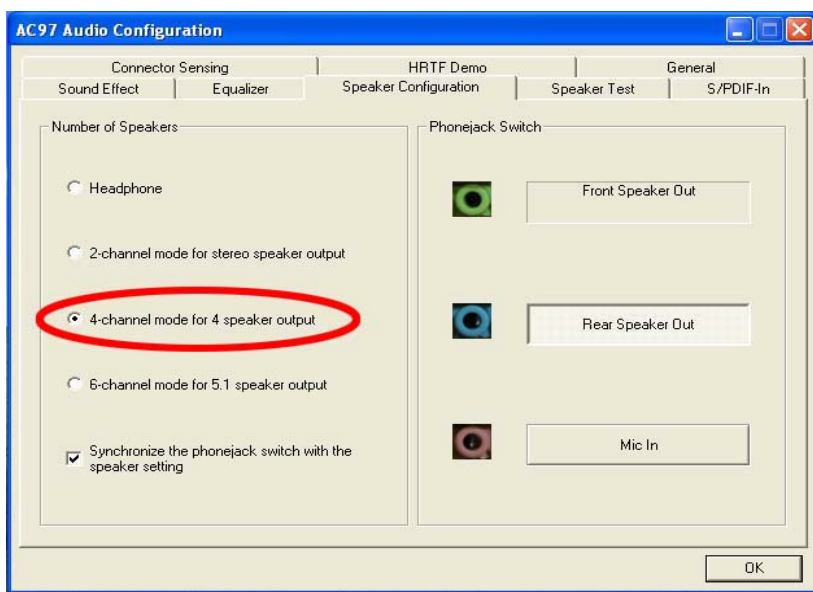 AC97 Audio Configuration
Connector Sensing HRTF Demo General
Sound Effect Equalizer Speaker Configuration Speaker Test S/PDIF-In
Number of Speakers
Headphone
2-channel mode for stereo speaker output
4-channel mode for 4 speaker output
6-channel mode for 5.1 speaker output
Synchronize the phonejack switch with the
speaker setting
Phonejack Switch
Front Speaker Out
Rear Speaker Out
Mic In
OK